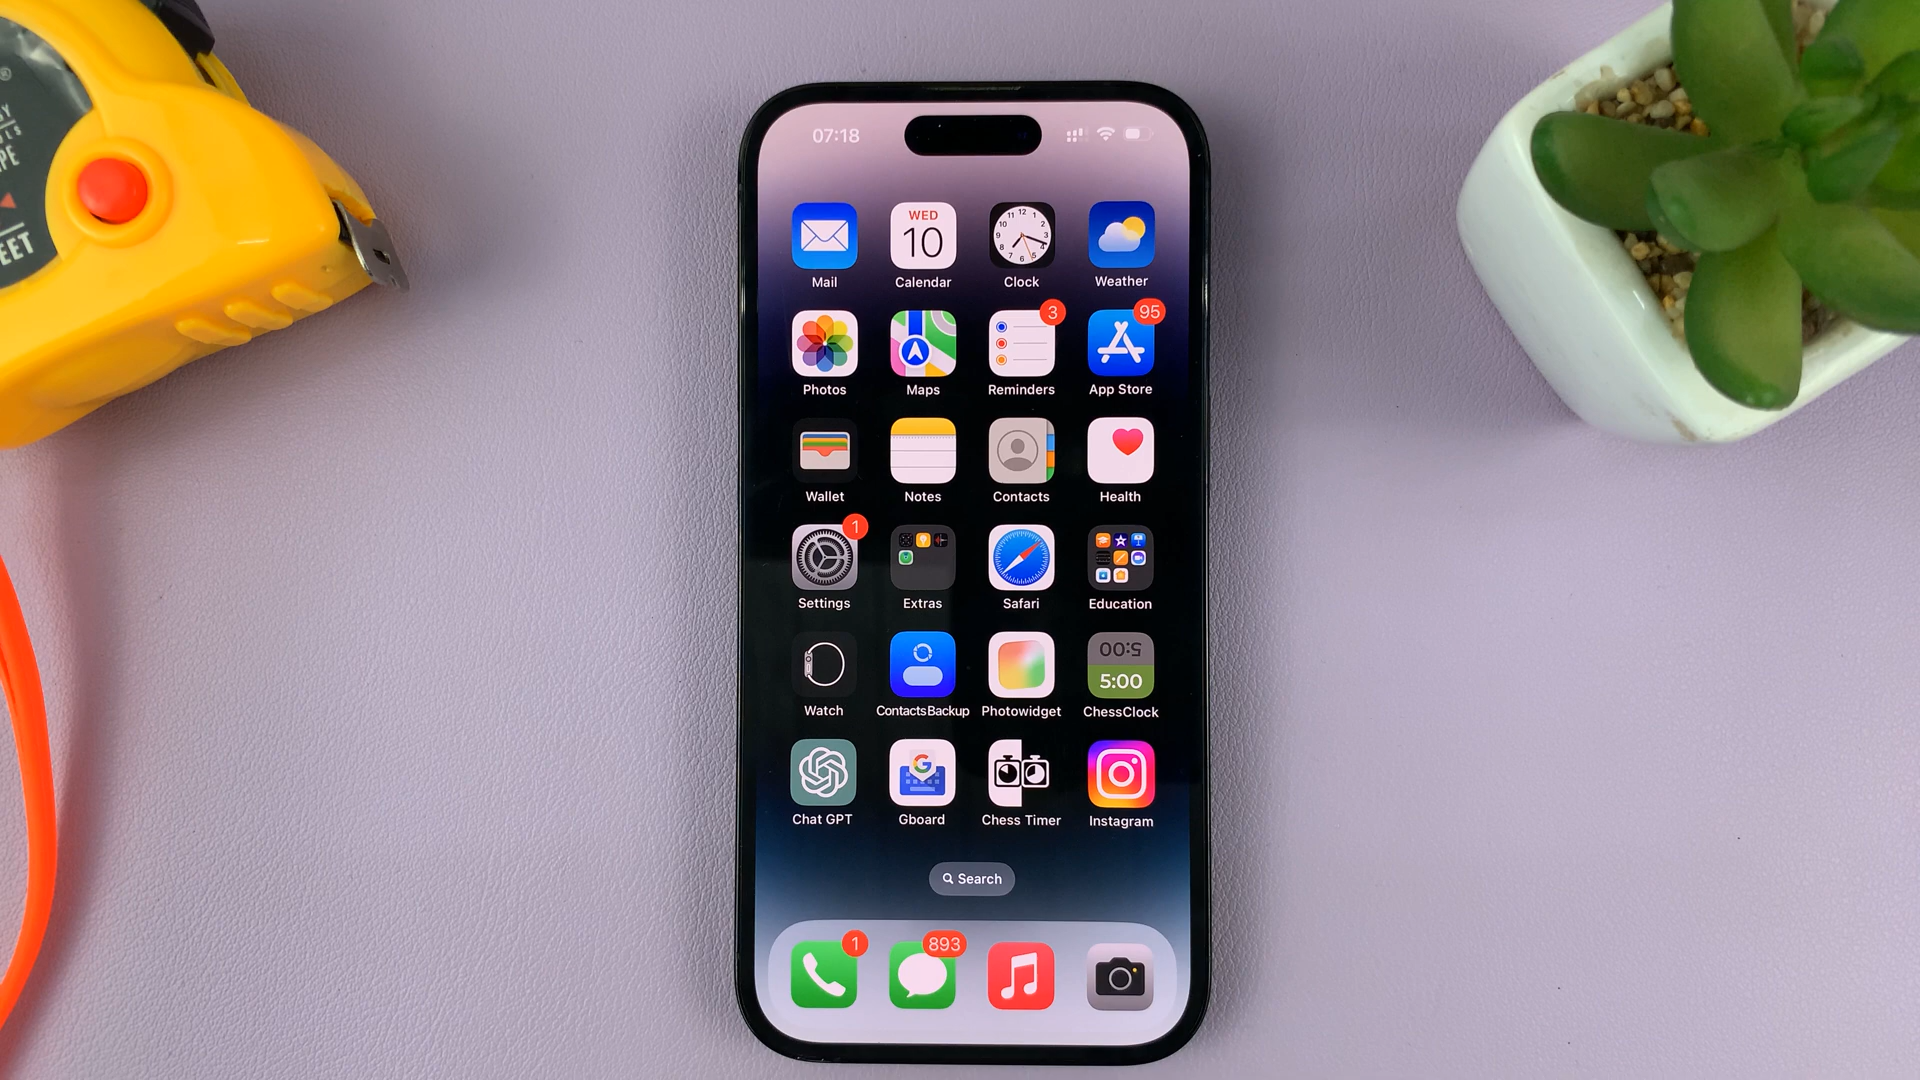 07:18
WED
10
Mail
Calendar
Clock
Weather
3
95
Photos
Maps
Reminders
App Store
Wallet
Notes
Contacts
Health
1
Settings
Extras
Safari
Education
5:00
5:00
Watch
ContactsBackup
Photowidget
ChessClock
G
Chat GPT
Gboard
Chess Timer
Instagram
Search
1
893
EET